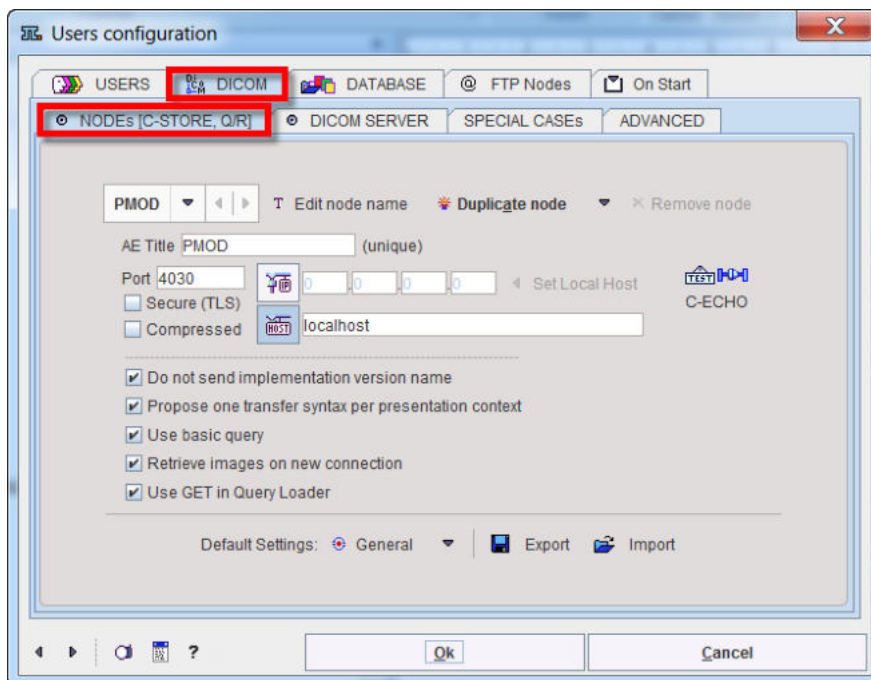 Users configuration
USERS DICOM DATABASE @ FTP Nodes On Start
NODEs [C-STORE, Q/R] DICOM SERVER SPECIAL CASEs ADVANCED
PMOD T Edit node name Duplicate node Remove node
AE Title PMOD (unique)
Port 4030 0 . 0 . 0 . 0 Set Local Host TEST
Secure (TLS) C-ECHO
Compressed HOST localhost
Do not send implementation version name
Propose one transfer syntax per presentation context
Use basic query
Retrieve images on new connection
Use GET in Query Loader
Default Settings: General Export Import
? Ok Cancel